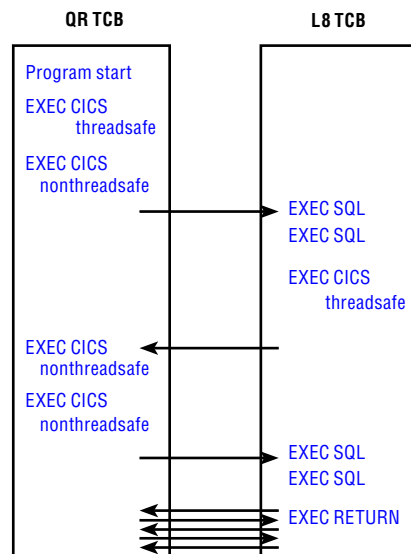 QR TCB
L8 TCB
Program start
EXEC CICS
threadsafe
EXEC CICS
nonthreadsafe
EXEC SQL
EXEC SQL
EXEC CICS
threadsafe
EXEC CICS
nonthreadsafe
EXEC CICS
nonthreadsafe
EXEC SQL
EXEC SQL
EXEC RETURN